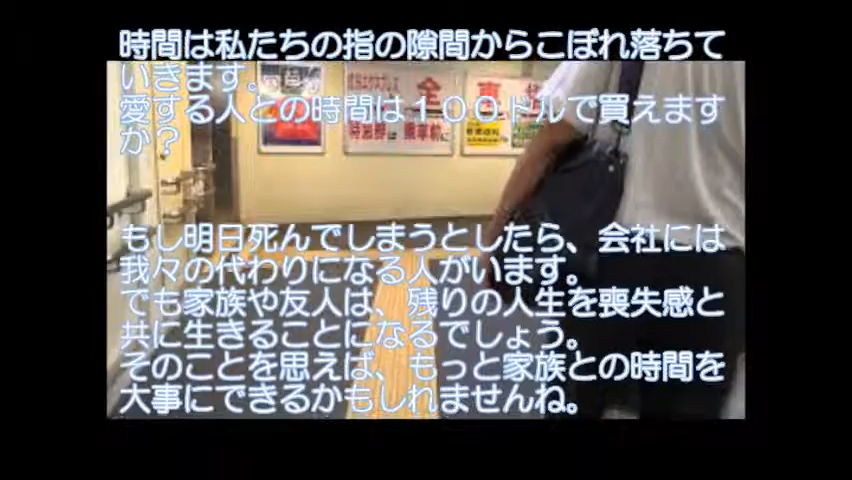 時間は私たちの指の隙間からこぼれ落ちて
いきます。
愛する人との時間は１００ドルで買えます
か？
もし明日死んでしまうとしたら、会社には
我々の代わりになる人がいます。
でも家族や友人は、残りの人生を喪失感と
共に生きることになるでしょう。
そのことを思えば、もっと家族との時間を
大事にできるかもしれませんね。